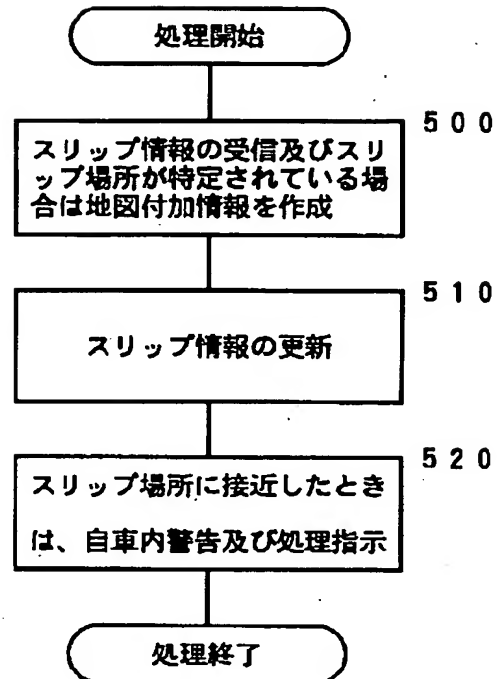 処理開始
500
スリップ情報の受信及びスリ
ップ場所が特定されている場
合は地図付加情報を作成
510
スリップ情報の更新
520
スリップ場所に接近したとき
は、自車内警告及び処理指示
処理終了